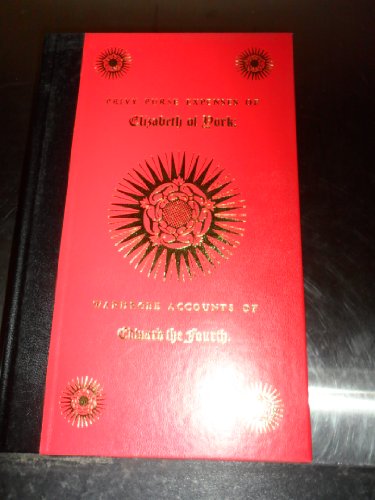 PRIVY PURSE EXPENSES OF
Elizabeth of York.
WARDROBE ACCOUNTS OF
Edward the Fourth.